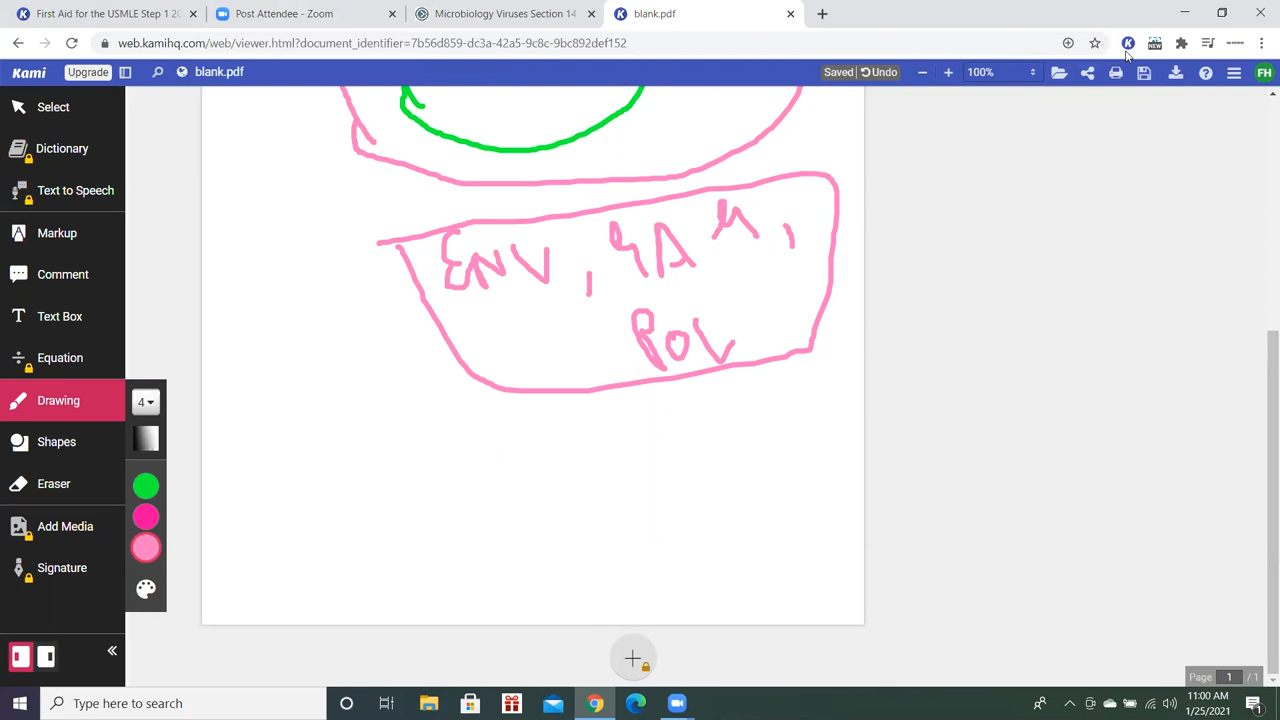 First Aid for the USMLE Step 1 20
Post Attendee - Zoom
Microbiology Viruses Section 14
blank.pdf
web.kamihq.com/web/viewer.html?document_identifier=7b56d859-dc3a-42a5-9cec-9bc892def152
NEW
Kami
Upgrade
blank.pdf
Saved
Undo
100%
FH
Select
Dictionary
Text to Speech
Markup
Comment
Text Box
Equation
Drawing
4
Shapes
Eraser
Add Media
Signature
ENV,
POL
Page 1 / 1
Type here to search
11:00 AM
1/25/2021